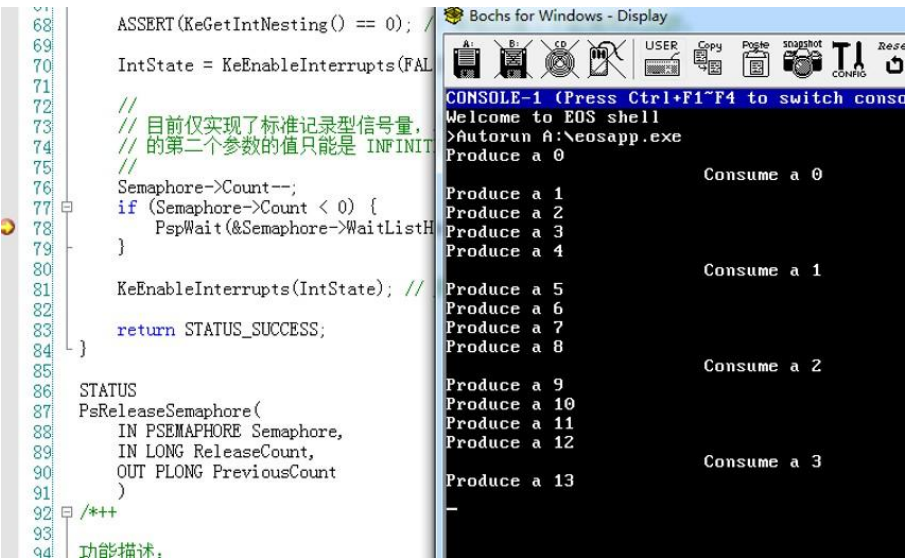 68 ASSERT(KeGetIntNesting() == 0); /
69
70 IntState = KeEnableInterrupts(FAL
71
72 //
73 // 目前仅实现了标准记录型信号量，
74 // 的第二个参数的值只能是 INFINIT
75 //
76 Semaphore->Count--;
77 if (Semaphore->Count < 0) {
78 PspWait(&Semaphore->WaitListH
79 }
80
81 KeEnableInterrupts(IntState); //
82
83 return STATUS_SUCCESS;
84 }
85
86 STATUS
87 PsReleaseSemaphore(
88 IN PSEMAPHORE Semaphore,
89 IN LONG ReleaseCount,
90 OUT PLONG PreviousCount
91 )
92 /*++
93
94 功能描述：
Bochs for Windows - Display
A: B: CD USER Copy Paste snapshot T CONFIG Rese
CONSOLE-1 (Press Ctrl+F1~F4 to switch conso
Welcome to EOS shell
>Autorun A:\eosapp.exe
Produce a 0
Consume a 0
Produce a 1
Produce a 2
Produce a 3
Produce a 4
Consume a 1
Produce a 5
Produce a 6
Produce a 7
Produce a 8
Consume a 2
Produce a 9
Produce a 10
Produce a 11
Produce a 12
Consume a 3
Produce a 13